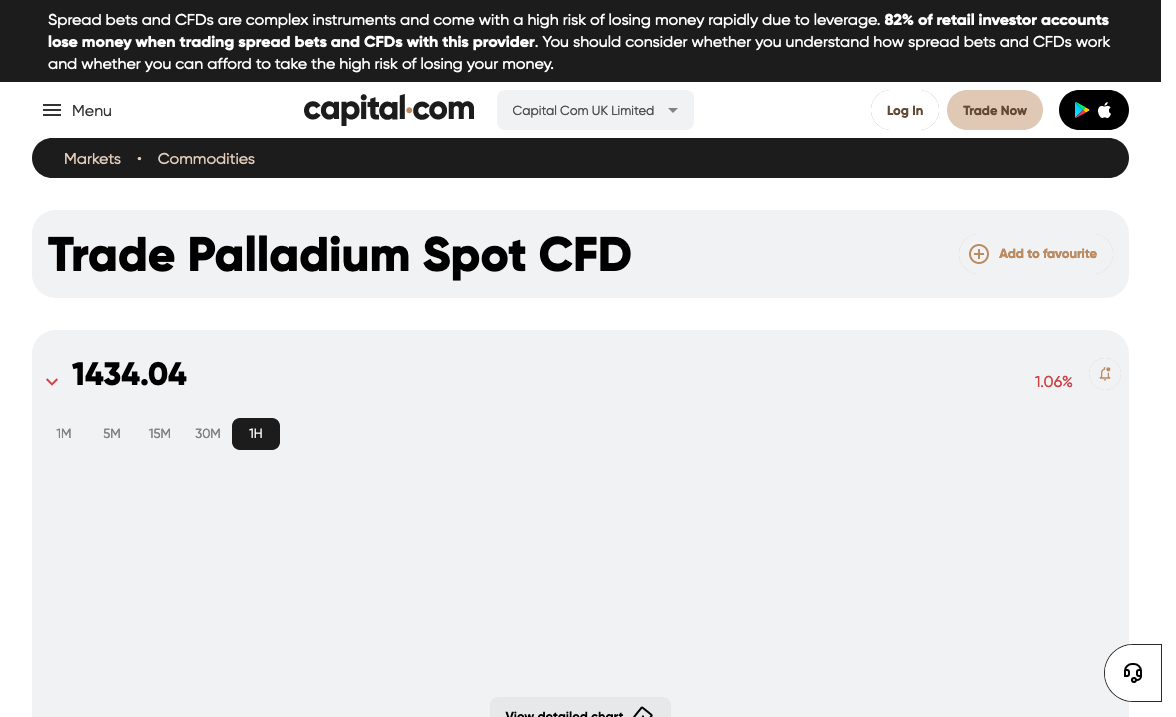 Spread bets and CFDs are complex instruments and come with a high risk of losing money rapidly due to leverage. 82% of retail investor accounts
lose money when trading spread bets and CFDs with this provider. You should consider whether you understand how spread bets and CFDs work
and whether you can afford to take the high risk of losing your money.
Menu
capital.com
Capital Com UK Limited
Log In
Trade Now
Markets • Commodities
Trade Palladium Spot CFD
Add to favourite
1434.04
1.06%
1M 5M 15M 30M 1H
View detailed chart